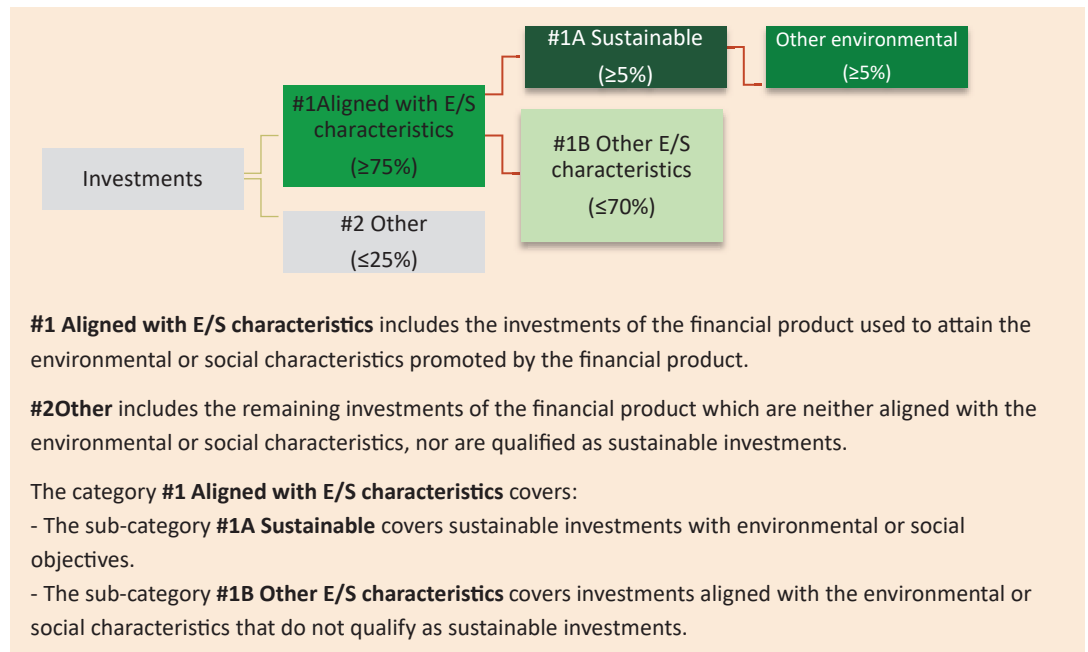 Investments
#1Aligned with E/S
characteristics
(≥75%)
#2 Other
(≤25%)
#1A Sustainable
(≥5%)
#1B Other E/S
characteristics
(≤70%)
Other environmental
(≥5%)
#1 Aligned with E/S characteristics includes the investments of the financial product used to attain the
environmental or social characteristics promoted by the financial product.
#2Other includes the remaining investments of the financial product which are neither aligned with the
environmental or social characteristics, nor are qualified as sustainable investments.
The category #1 Aligned with E/S characteristics covers:
- The sub-category #1A Sustainable covers sustainable investments with environmental or social
objectives.
- The sub-category #1B Other E/S characteristics covers investments aligned with the environmental or
social characteristics that do not qualify as sustainable investments.